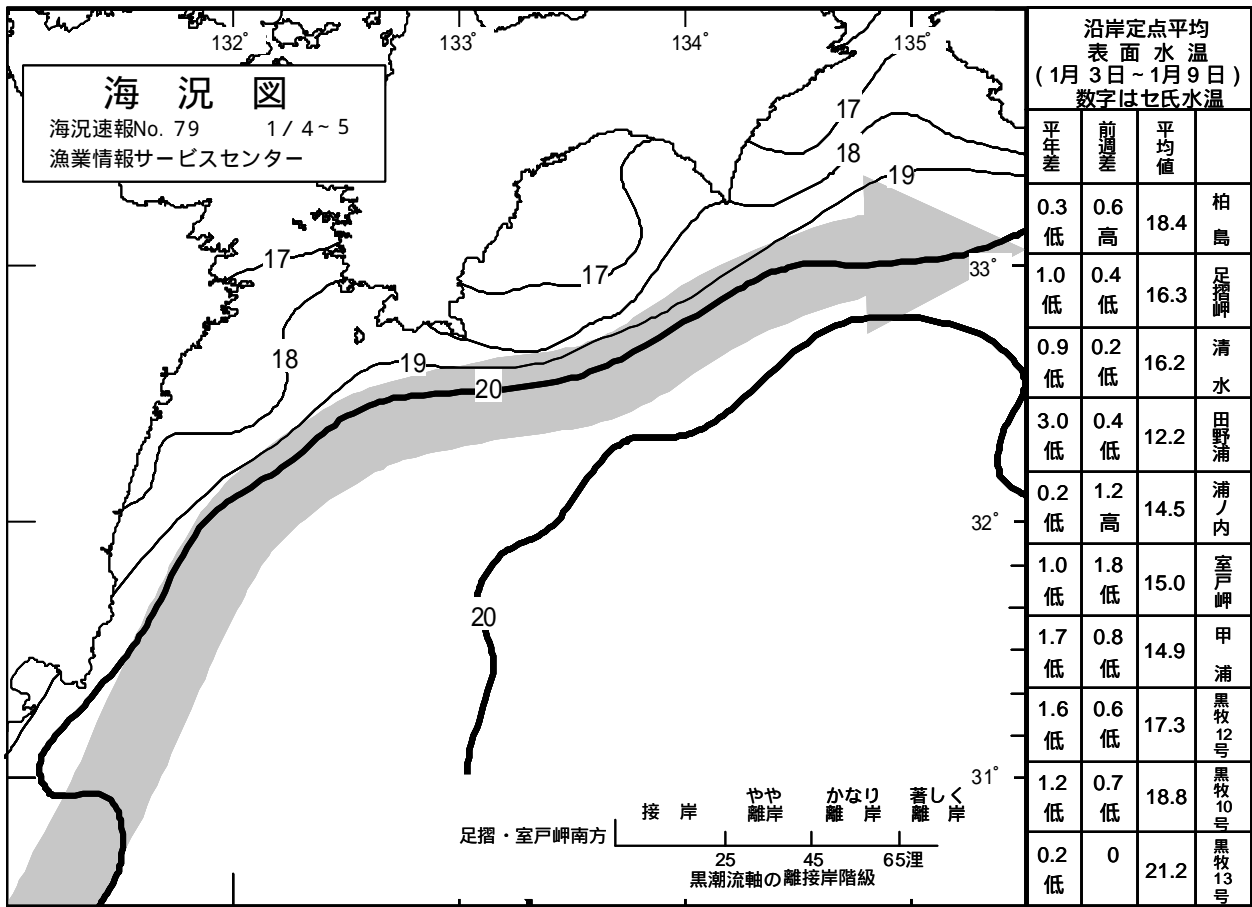 132°
133°
134°
135°
海 況 図
海況速報No. 79 1/ 4~ 5
漁業情報サービスセンター
17
18
19
17
17
33°
18
19
20
32°
20
31°
接 岸
やや
離岸
かなり
離 岸
著しく
離 岸
足摺・室戸岬南方
25
45
65浬
黒潮流軸の離接岸階級
沿岸定点平均
表 面 水 温
(1月 3日~1月 9日)
数字はセ氏水温
平年差 前週差 平均値
0.3低 0.6高 18.4 柏島
1.0低 0.4低 16.3 足摺岬
0.9低 0.2低 16.2 清水
3.0低 0.4低 12.2 田野浦
0.2低 1.2高 14.5 浦ノ内
1.0低 1.8低 15.0 室戸岬
1.7低 0.8低 14.9 甲浦
1.6低 0.6低 17.3 黒牧12号
1.2低 0.7低 18.8 黒牧10号
0.2低 0 21.2 黒牧13号